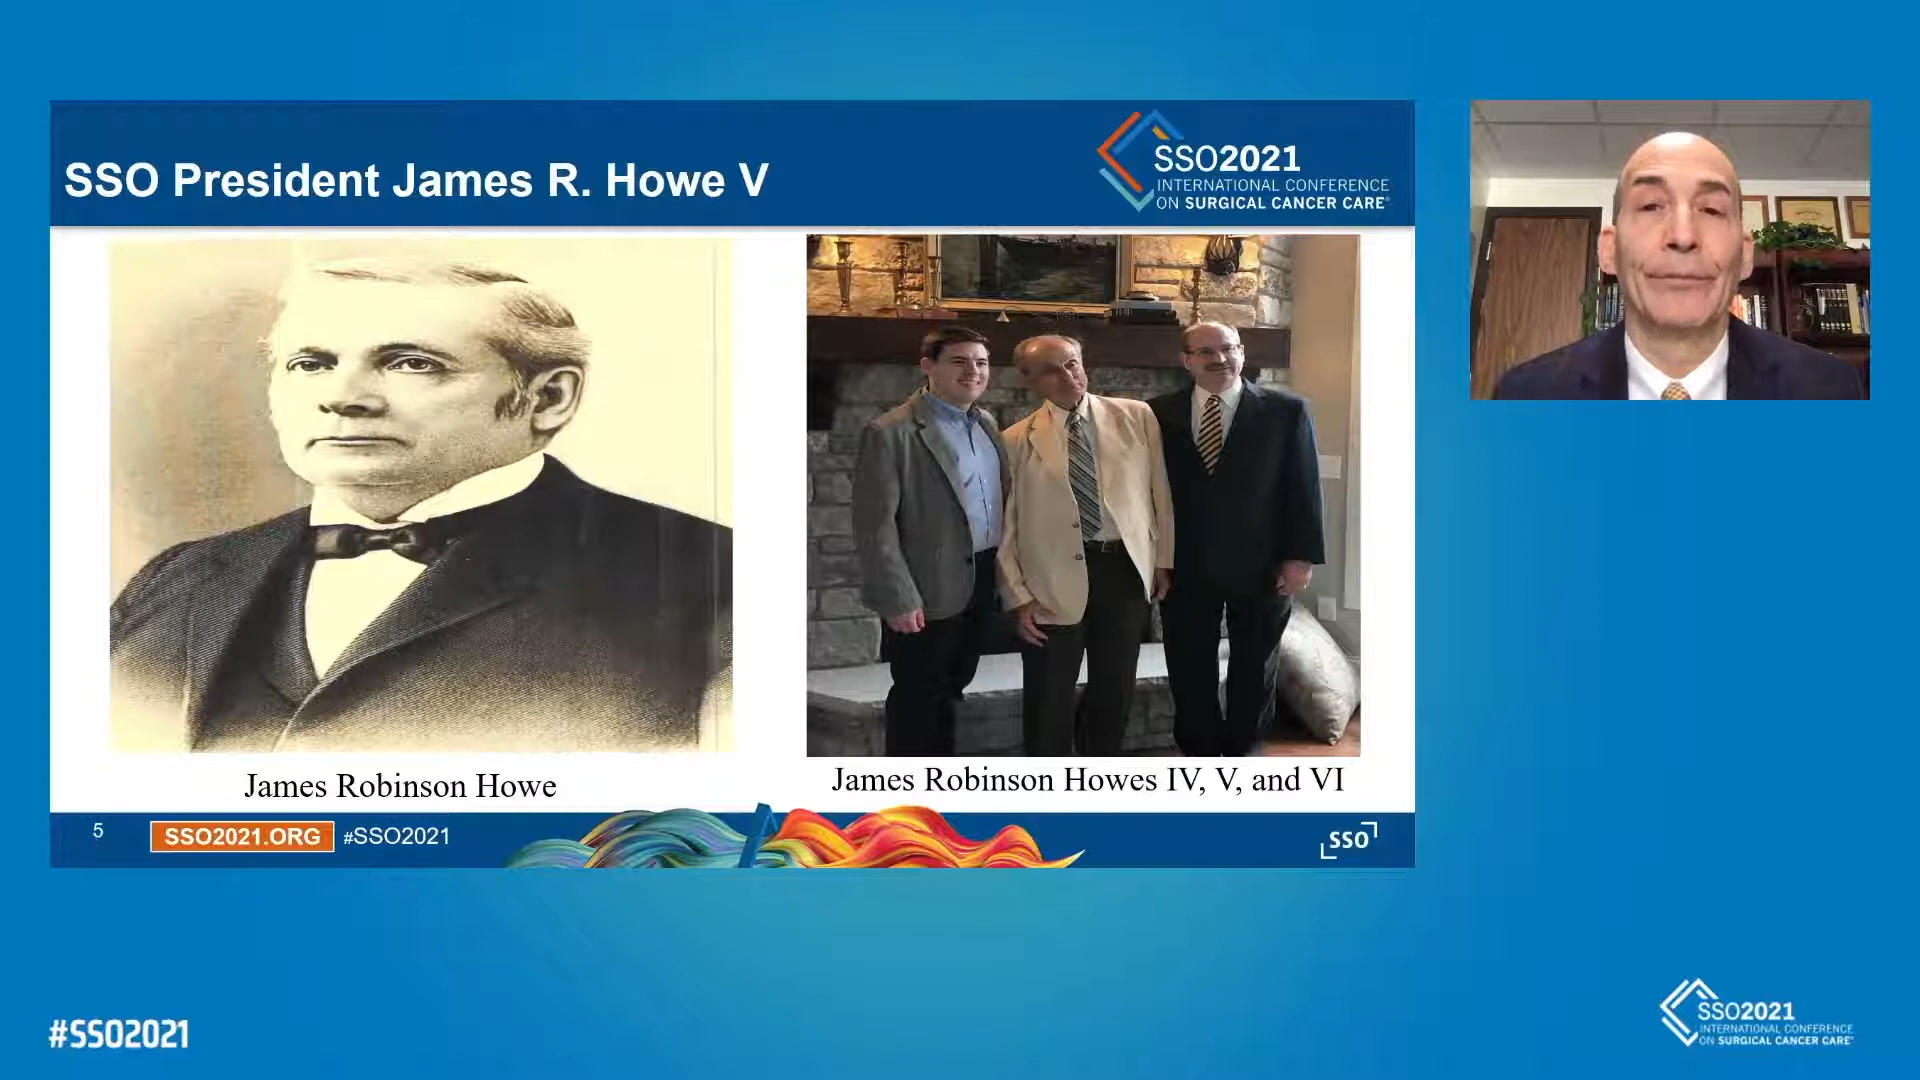 SSO President James R. Howe V
SSO2021
INTERNATIONAL CONFERENCE
ON SURGICAL CANCER CARE®
James Robinson Howe
James Robinson Howes IV, V, and VI
5
SSO2021.ORG
#SSO2021
SSO
#SSO2021
SSO2021
INTERNATIONAL CONFERENCE
ON SURGICAL CANCER CARE®